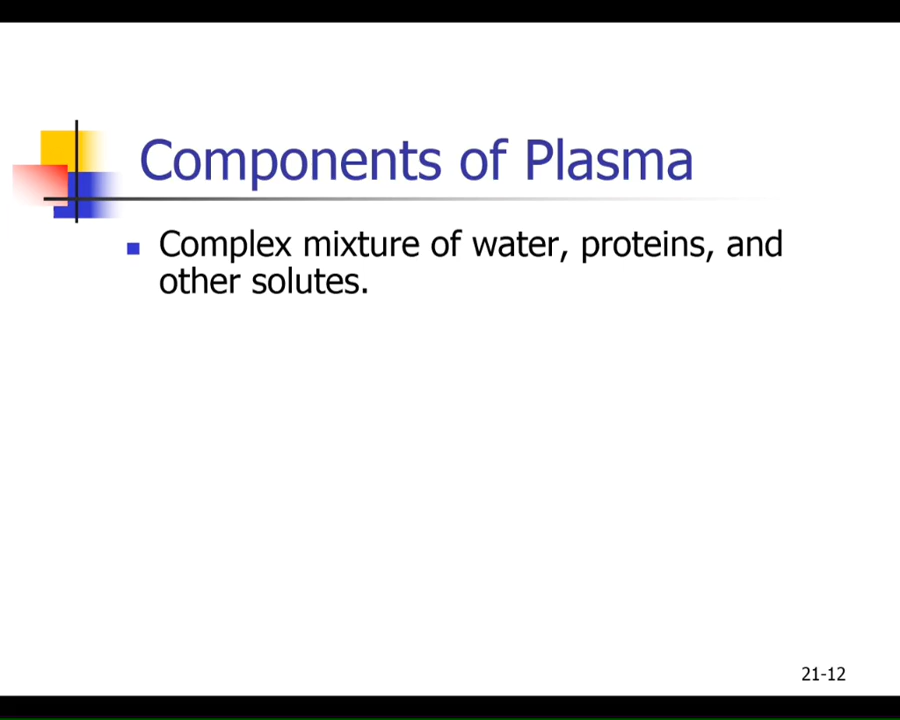 Components of Plasma
Complex mixture of water, proteins, and
other solutes.
21-12